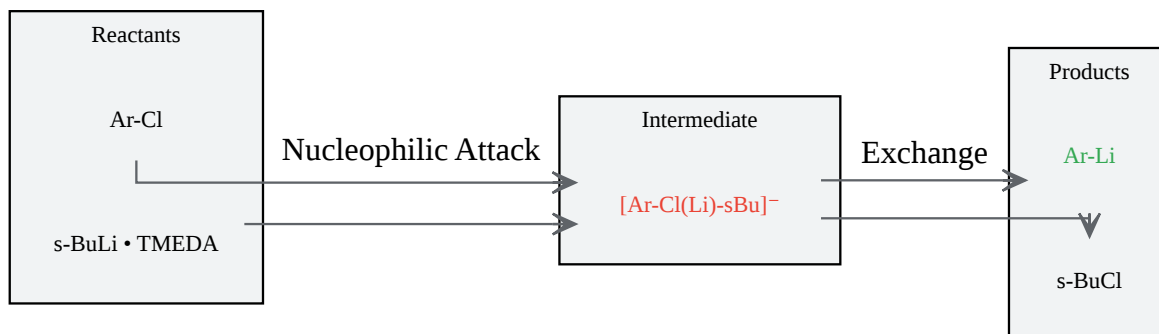 Reactants
Ar-Cl
s-BuLi • TMEDA
Nucleophilic Attack
Intermediate
[Ar-Cl(Li)-sBu]⁻
Exchange
Products
Ar-Li
s-BuCl